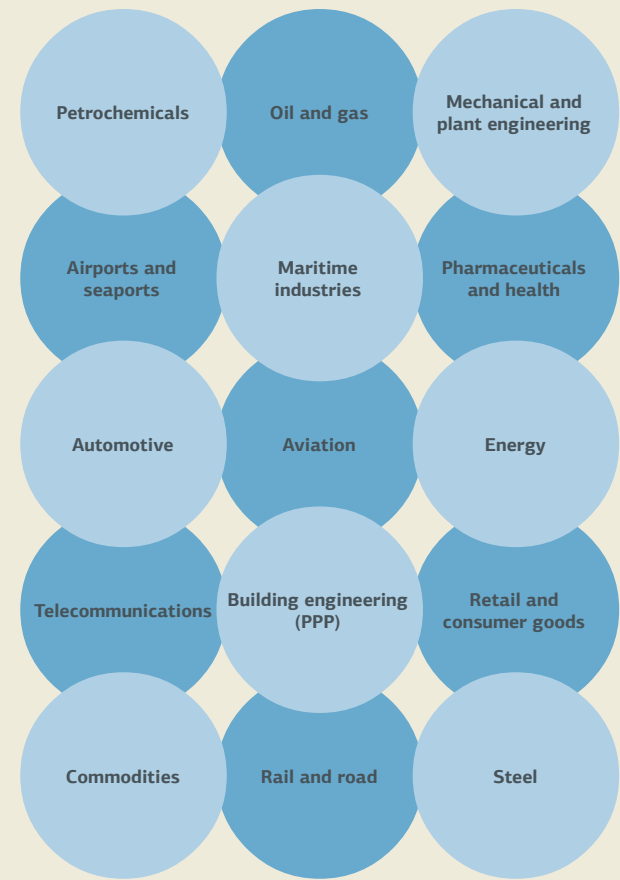 Petrochemicals
Oil and gas
Mechanical and
plant engineering
Airports and
seaports
Maritime
industries
Pharmaceuticals
and health
Automotive
Aviation
Energy
Telecommunications
Building engineering
(PPP)
Retail and
consumer goods
Commodities
Rail and road
Steel